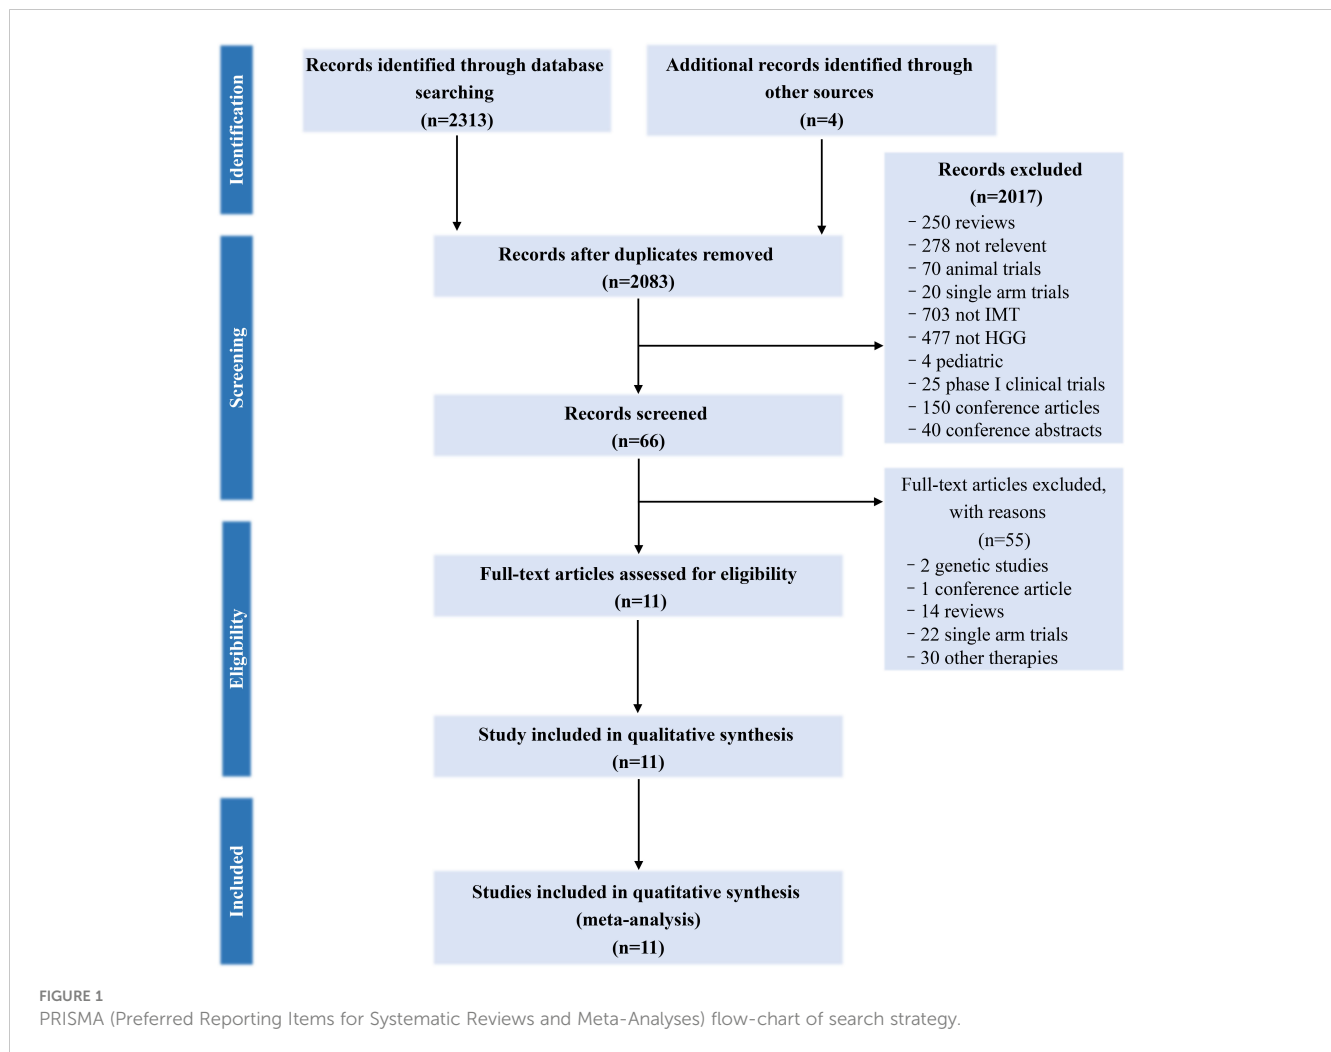 Identification
Records identified through database
searching
(n=2313)
Additional records identified through
other sources
(n=4)
Records excluded
(n=2017)
- 250 reviews
- 278 not relevent
- 70 animal trials
- 20 single arm trials
- 703 not IMT
- 477 not HGG
- 4 pediatric
- 25 phase I clinical trials
- 150 conference articles
- 40 conference abstracts
Screening
Records after duplicates removed
(n=2083)
Records screened
(n=66)
Full-text articles excluded,
with reasons
(n=55)
- 2 genetic studies
- 1 conference article
- 14 reviews
- 22 single arm trials
- 30 other therapies
Eligibility
Full-text articles assessed for eligibility
(n=11)
Study included in qualitative synthesis
(n=11)
Included
Studies included in quatitative synthesis
(meta-analysis)
(n=11)
FIGURE 1
PRISMA (Preferred Reporting Items for Systematic Reviews and Meta-Analyses) flow-chart of search strategy.